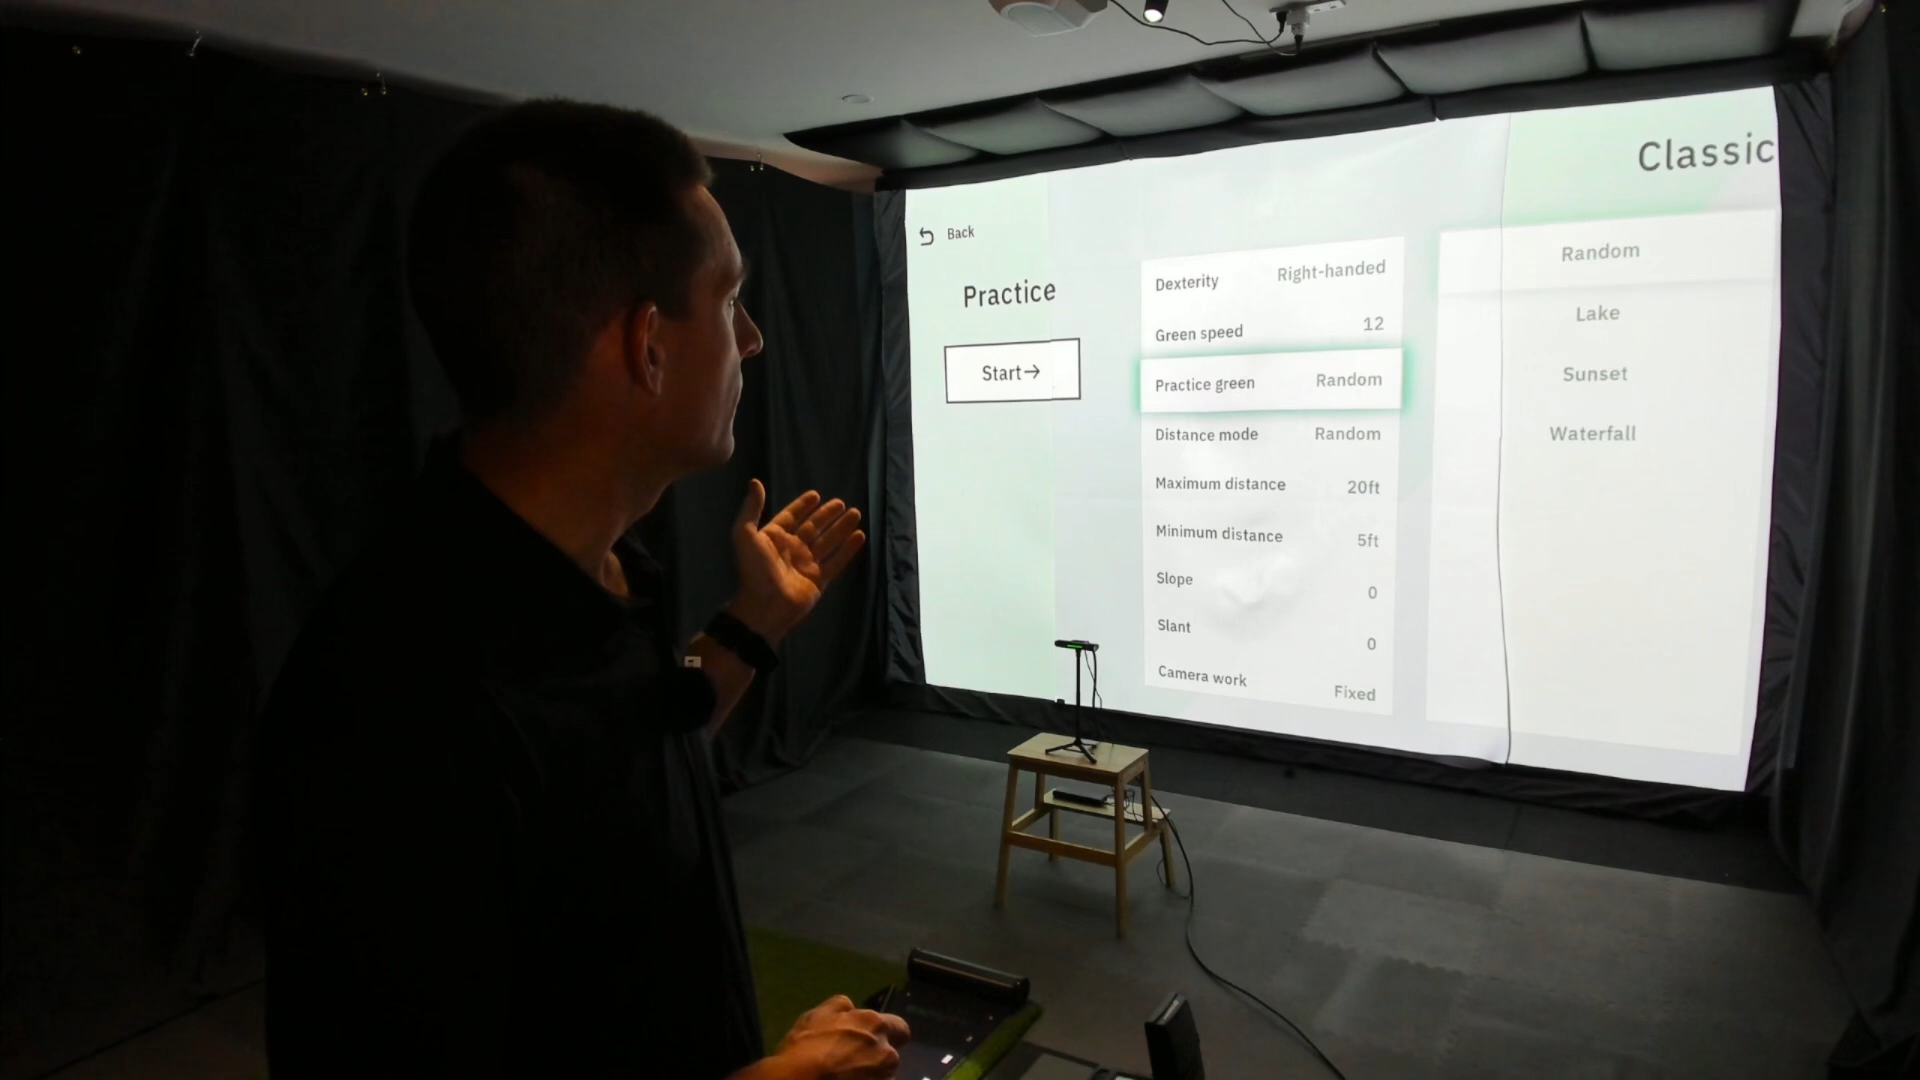 Back
Practice
Start→
Dexterity Right-handed
Green speed 12
Practice green Random
Distance mode Random
Maximum distance 20ft
Minimum distance 5ft
Slope 0
Slant 0
Camera work Fixed
Classic
Random
Lake
Sunset
Waterfall